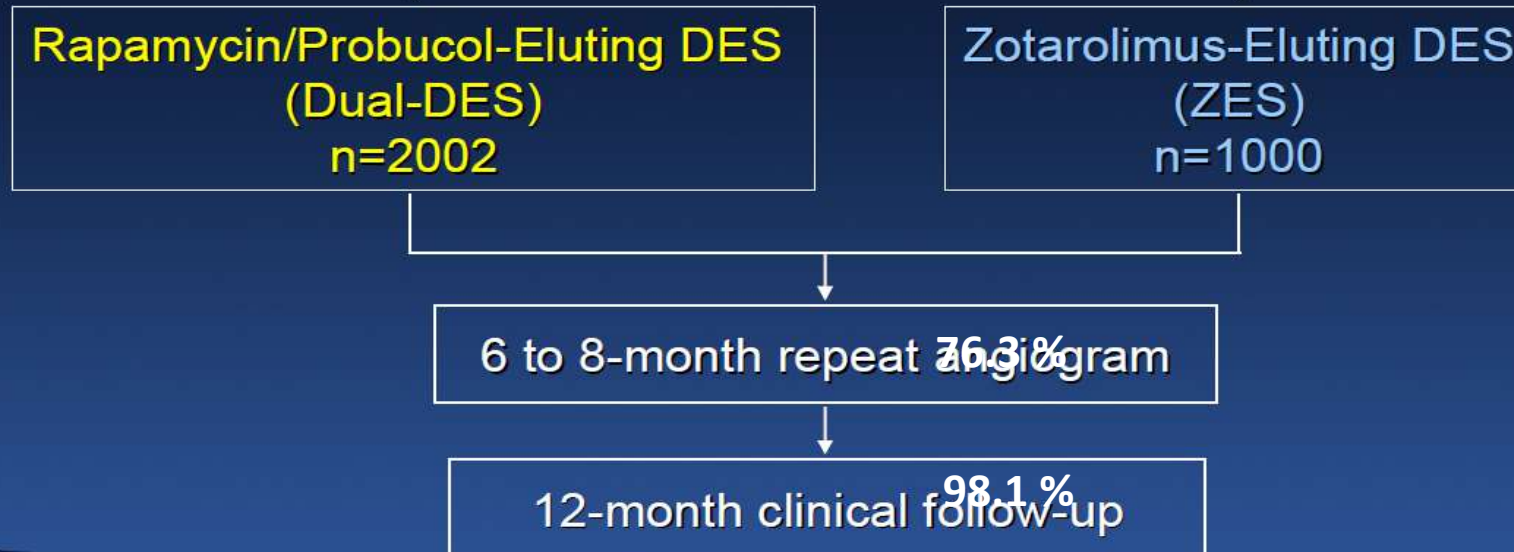 Rapamycin/Probucol-Eluting DES
(Dual-DES)
n=2002
Zotarolimus-Eluting DES
(ZES)
n=1000
6 to 8-month repeat angiogram
76.3 %
12-month clinical follow-up
98.1 %